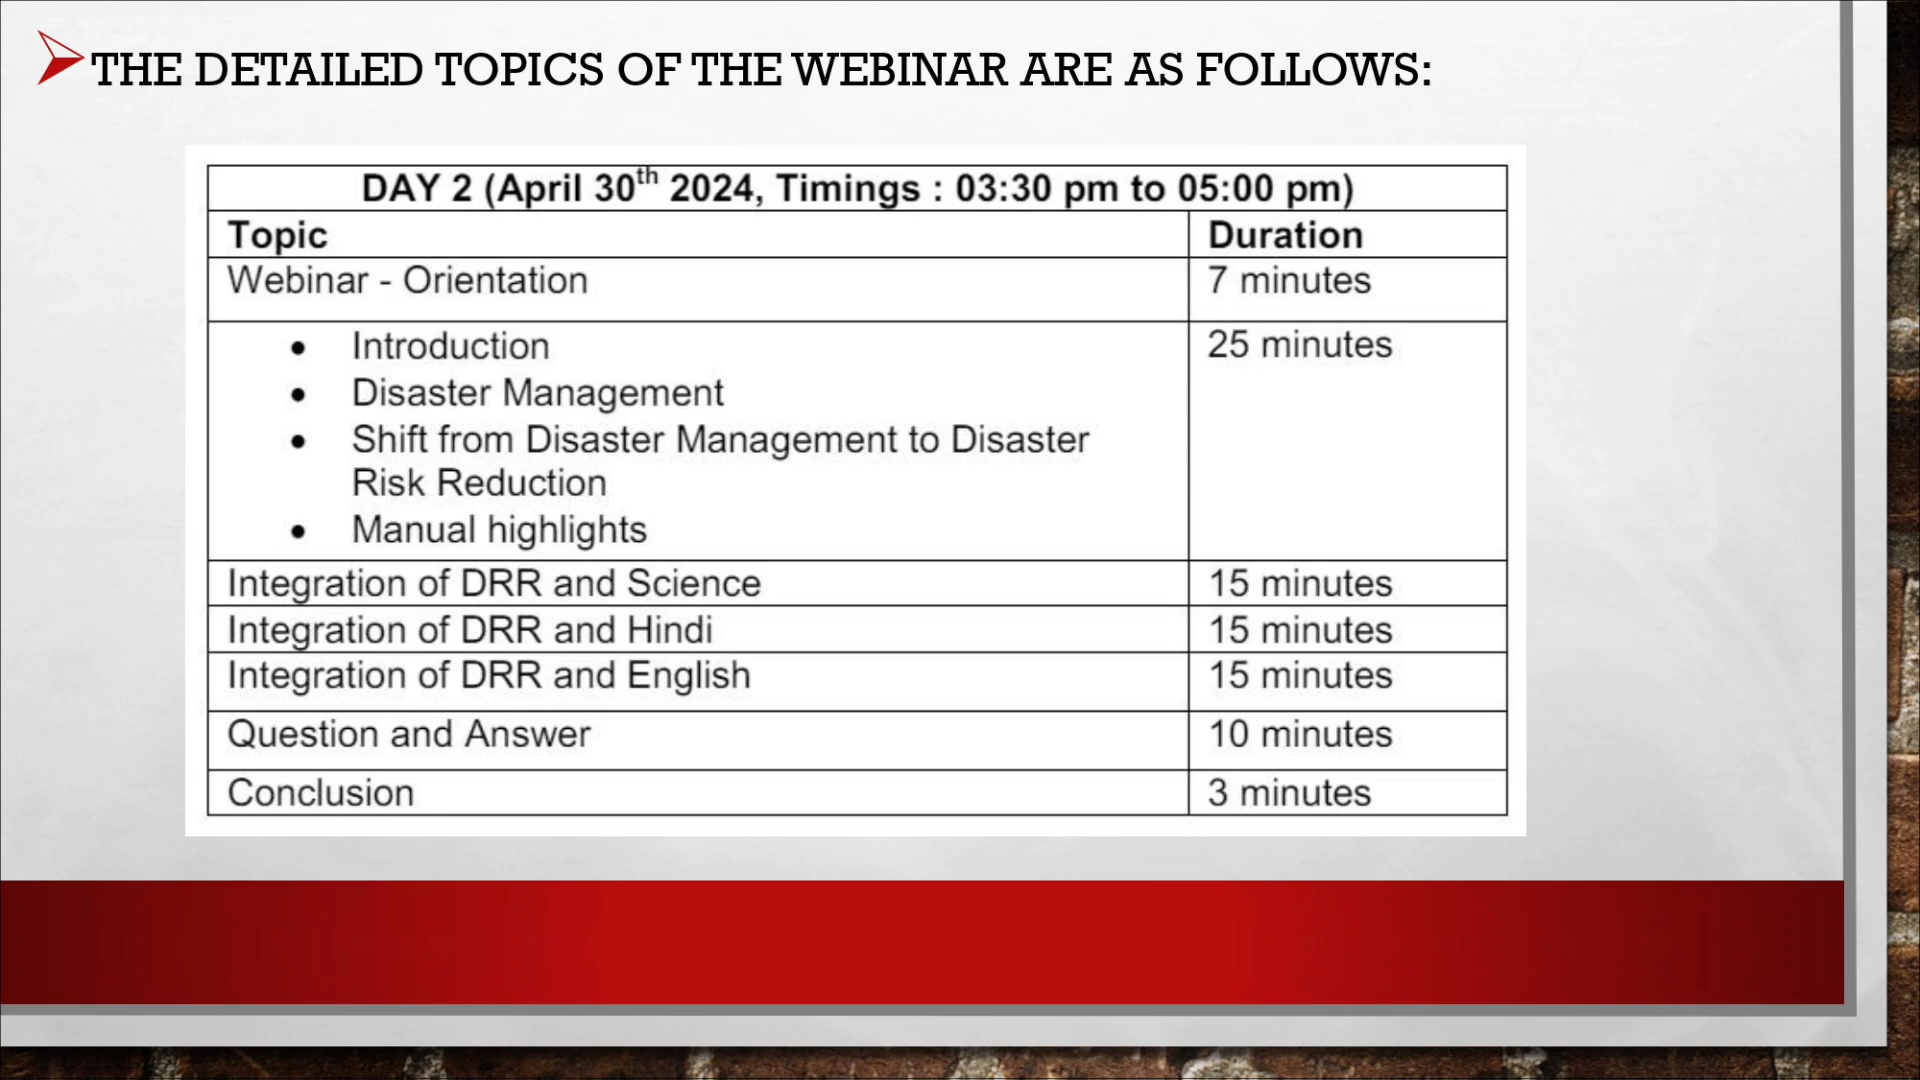 THE DETAILED TOPICS OF THE WEBINAR ARE AS FOLLOWS:
DAY 2 (April 30th 2024, Timings : 03:30 pm to 05:00 pm)
Topic Duration
Webinar - Orientation 7 minutes
• Introduction 25 minutes
• Disaster Management
• Shift from Disaster Management to Disaster
Risk Reduction
• Manual highlights
Integration of DRR and Science 15 minutes
Integration of DRR and Hindi 15 minutes
Integration of DRR and English 15 minutes
Question and Answer 10 minutes
Conclusion 3 minutes